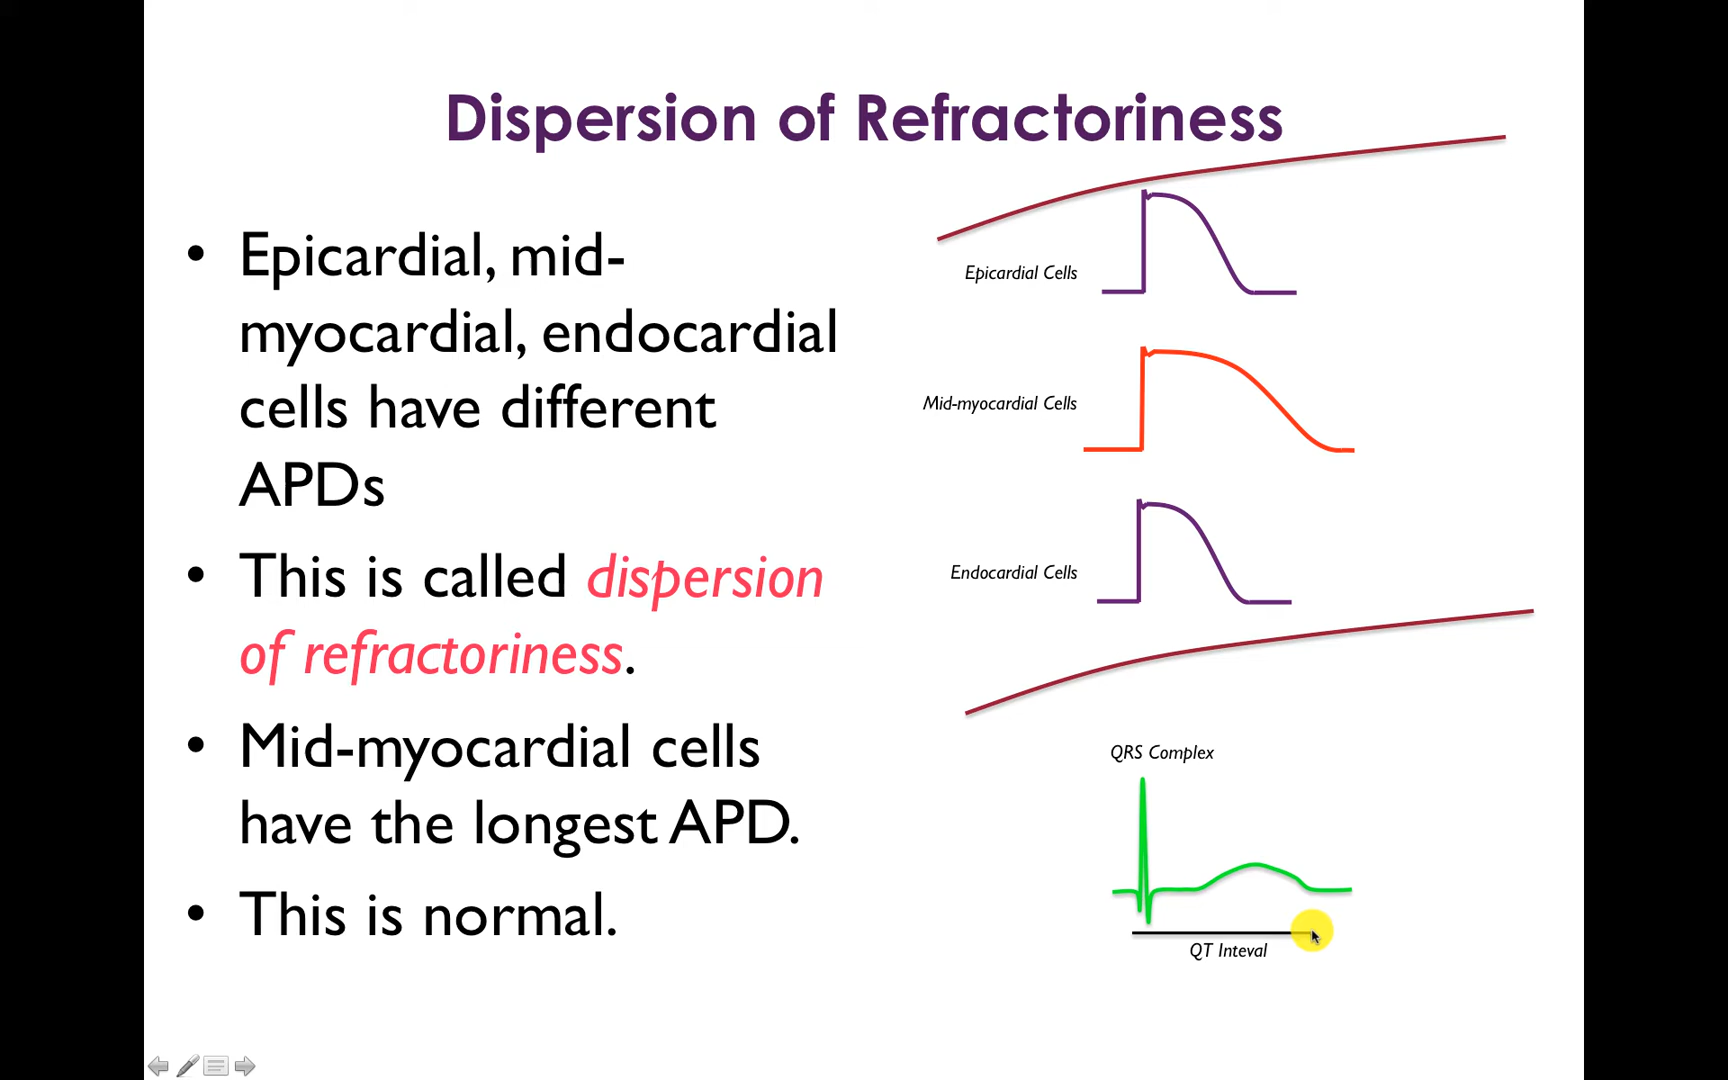 Dispersion of Refractoriness
• Epicardial, mid-
myocardial, endocardial
cells have different
APDs
• This is called dispersion
of refractoriness.
• Mid-myocardial cells
have the longest APD.
• This is normal.
Epicardial Cells
Mid-myocardial Cells
Endocardial Cells
QRS Complex
QT Inteval